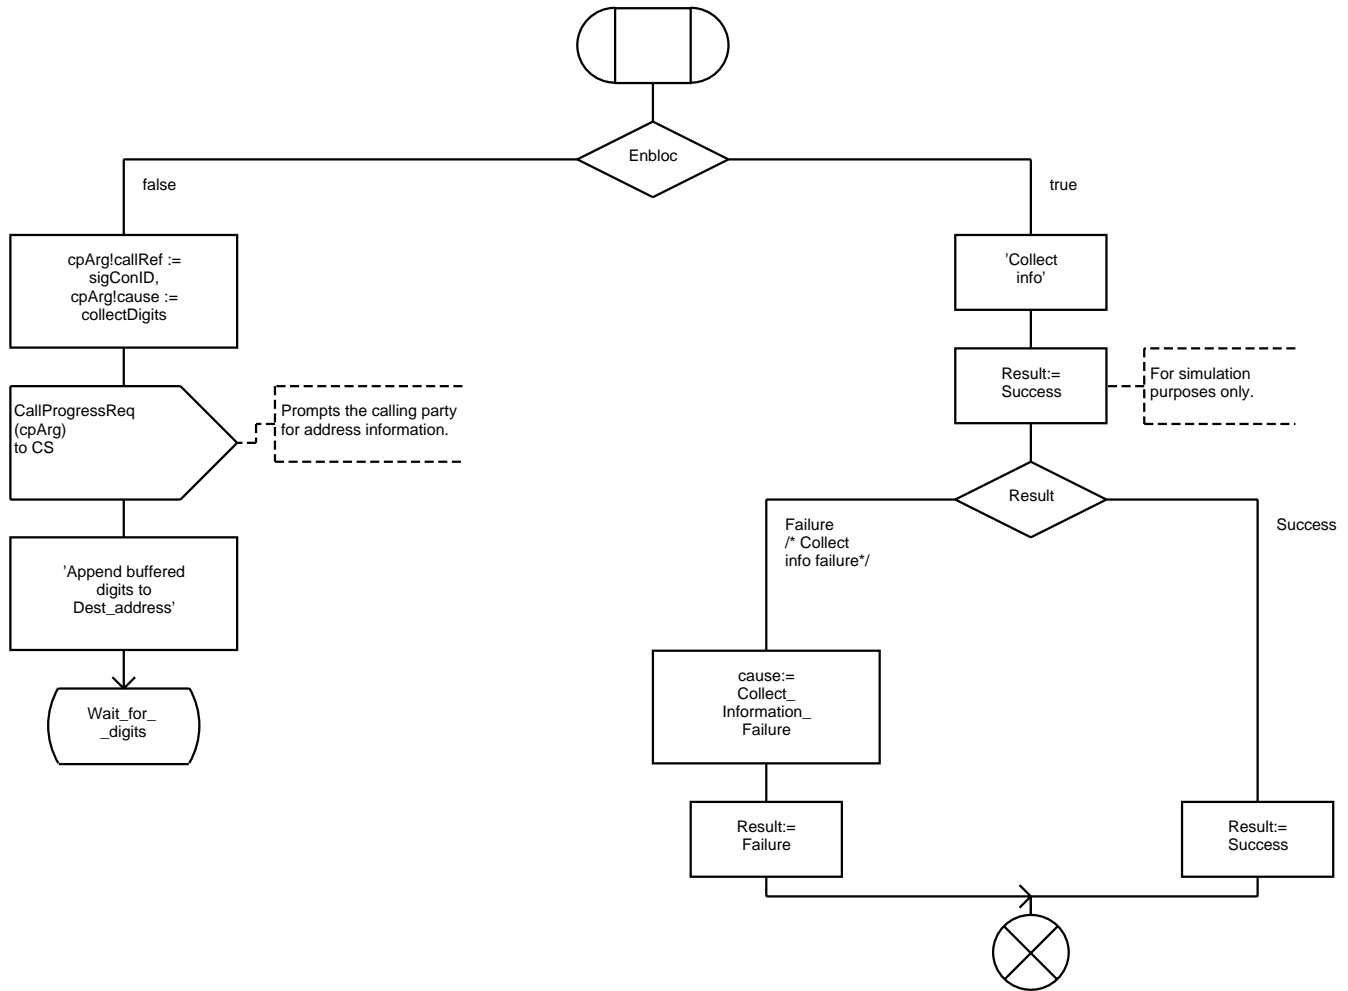 Enbloc
false
true
cpArg!callRef :=
sigConID,
cpArg!cause :=
collectDigits
'Collect
info'
Result:=
Success
For simulation
purposes only.
CallProgressReq
(cpArg)
to CS
Prompts the calling party
for address information.
Result
Failure
/* Collect
info failure*/
Success
'Append buffered
digits to
Dest_address'
cause:=
Collect_
Information_
Failure
Wait_for_
_digits
Result:=
Failure
Result:=
Success